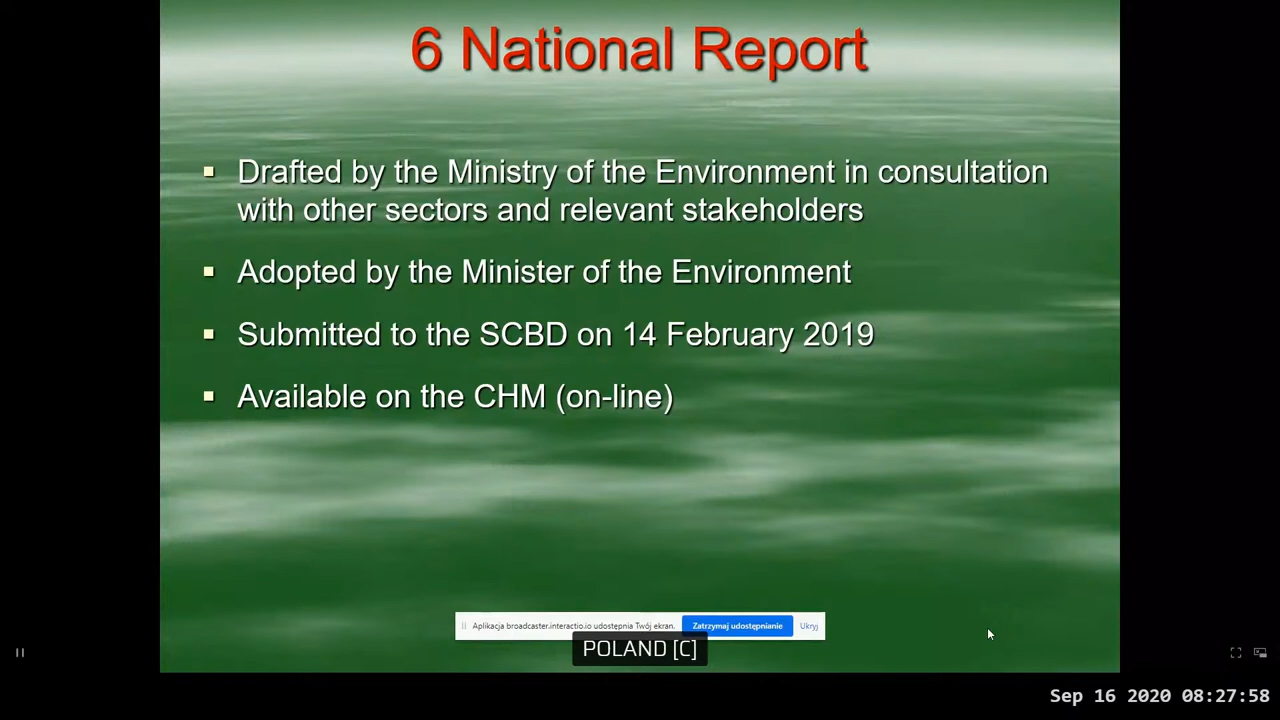 6 National Report
Drafted by the Ministry of the Environment in consultation
with other sectors and relevant stakeholders
Adopted by the Minister of the Environment
Submitted to the SCBD on 14 February 2019
Available on the CHM (on-line)
Aplikacja broadcaster.interactio.io udostępnia Twój ekran. Zatrzymaj udostępnianie Ukryj
POLAND [C]
Sep 16 2020 08:27:58